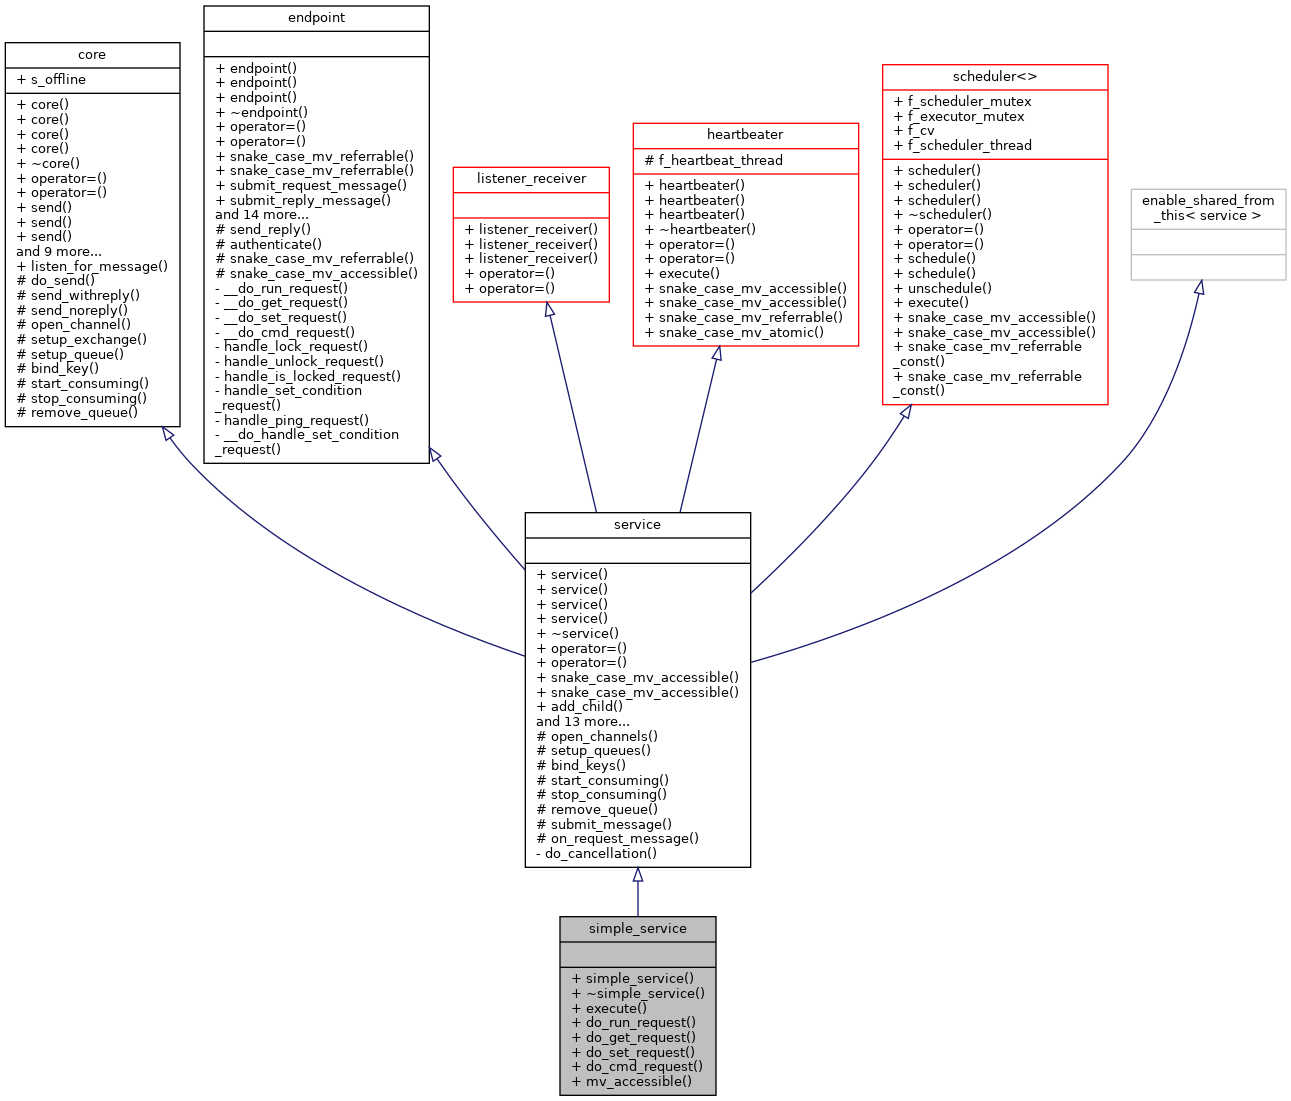 core
+ s_offline
+ core()
+ core()
+ core()
+ core()
+ ~core()
+ operator=()
+ operator=()
+ send()
+ send()
+ send()
and 9 more...
+ listen_for_message()
# do_send()
# send_withreply()
# send_noreply()
# open_channel()
# setup_exchange()
# setup_queue()
# bind_key()
# start_consuming()
# stop_consuming()
# remove_queue()
endpoint
+ endpoint()
+ endpoint()
+ endpoint()
+ ~endpoint()
+ operator=()
+ operator=()
+ snake_case_mv_referrable()
+ snake_case_mv_referrable()
+ submit_request_message()
+ submit_reply_message()
and 14 more...
# send_reply()
# authenticate()
# snake_case_mv_referrable()
# snake_case_mv_accessible()
- __do_run_request()
- __do_get_request()
- __do_set_request()
- __do_cmd_request()
- handle_lock_request()
- handle_unlock_request()
- handle_is_locked_request()
- handle_set_condition
_request()
- handle_ping_request()
- __do_handle_set_condition
_request()
listener_receiver
+ listener_receiver()
+ listener_receiver()
+ listener_receiver()
+ operator=()
+ operator=()
heartbeater
# f_heartbeat_thread
+ heartbeater()
+ heartbeater()
+ heartbeater()
+ ~heartbeater()
+ operator=()
+ operator=()
+ execute()
+ snake_case_mv_accessible()
+ snake_case_mv_accessible()
+ snake_case_mv_referrable()
+ snake_case_mv_atomic()
scheduler<>
+ f_scheduler_mutex
+ f_executor_mutex
+ f_cv
+ f_scheduler_thread
+ scheduler()
+ scheduler()
+ scheduler()
+ ~scheduler()
+ operator=()
+ operator=()
+ schedule()
+ schedule()
+ unschedule()
+ execute()
+ snake_case_mv_accessible()
+ snake_case_mv_accessible()
+ snake_case_mv_referrable
_const()
+ snake_case_mv_referrable
_const()
enable_shared_from
_this< service >
service
+ service()
+ service()
+ service()
+ service()
+ ~service()
+ operator=()
+ operator=()
+ snake_case_mv_accessible()
+ snake_case_mv_accessible()
+ add_child()
and 13 more...
# open_channels()
# setup_queues()
# bind_keys()
# start_consuming()
# stop_consuming()
# remove_queue()
# submit_message()
# on_request_message()
- do_cancellation()
simple_service
+ simple_service()
+ ~simple_service()
+ execute()
+ do_run_request()
+ do_get_request()
+ do_set_request()
+ do_cmd_request()
+ mv_accessible()